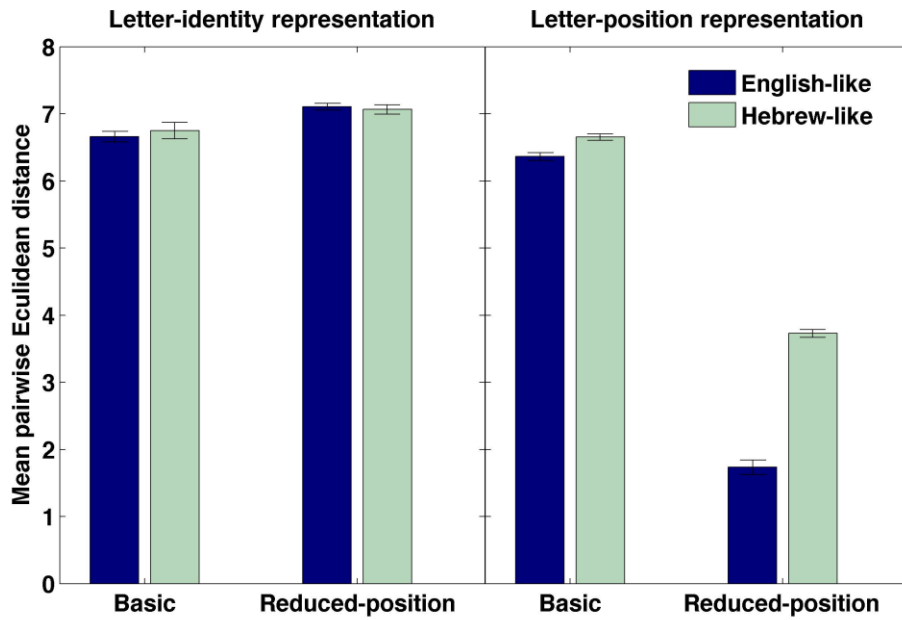 Letter-identity representation
Letter-position representation
8
7
6
5
4
3
2
1
0
Mean pairwise Eculidean distance
English-like
Hebrew-like
Basic
Reduced-position
Basic
Reduced-position